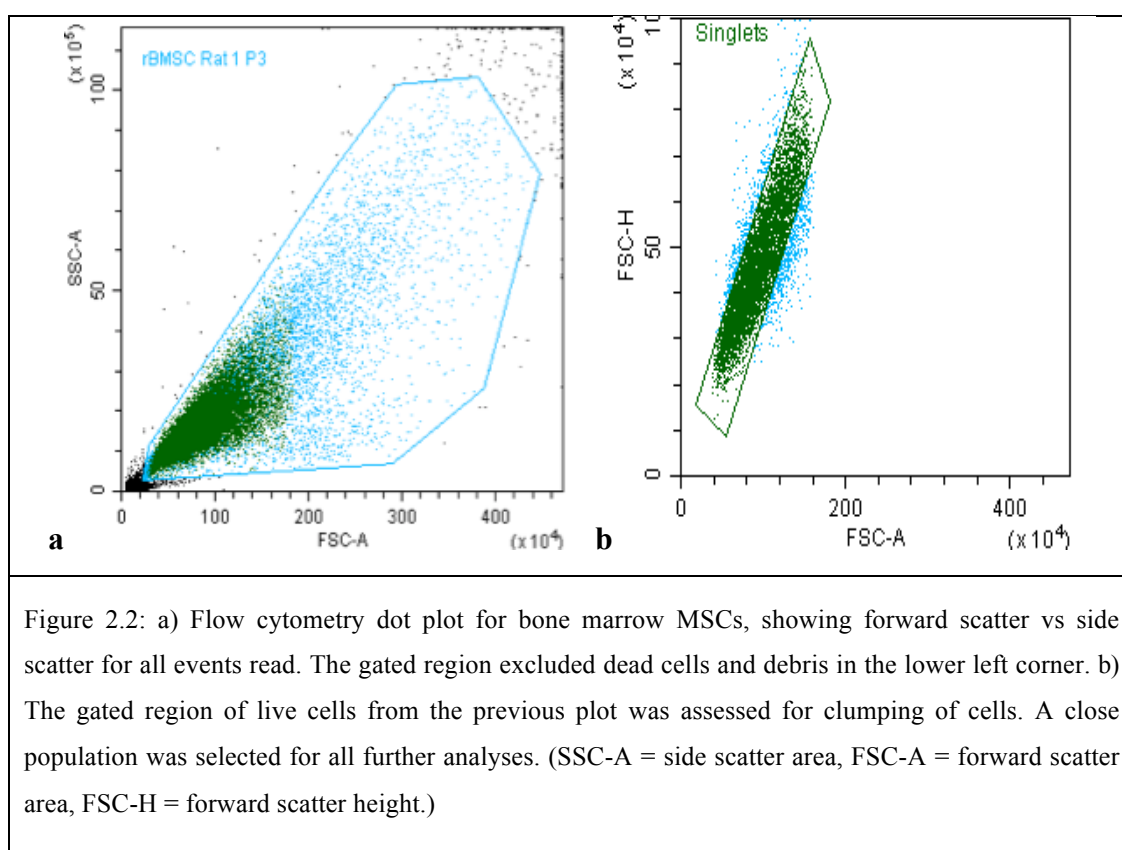 (x 10⁵)
rBMSC Rat 1 P3
100
50
0
SSC-A
0 100 200 300 400
FSC-A (x 10⁴)
a
(x 10⁴)
Singlets
50
0
FSC-H
0 200 400
FSC-A (x 10⁴)
b
Figure 2.2: a) Flow cytometry dot plot for bone marrow MSCs, showing forward scatter vs side
scatter for all events read. The gated region excluded dead cells and debris in the lower left corner. b)
The gated region of live cells from the previous plot was assessed for clumping of cells. A close
population was selected for all further analyses. (SSC-A = side scatter area, FSC-A = forward scatter
area, FSC-H = forward scatter height.)